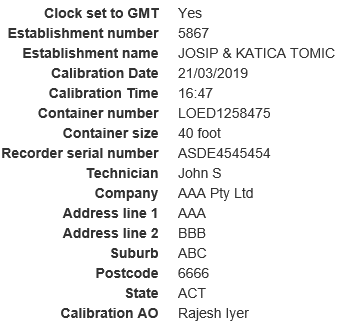 Clock set to GMT Yes
Establishment number 5867
Establishment name JOSIP & KATICA TOMIC
Calibration Date 21/03/2019
Calibration Time 16:47
Container number LOED1258475
Container size 40 foot
Recorder serial number ASDE4545454
Technician John S
Company AAA Pty Ltd
Address line 1 AAA
Address line 2 BBB
Suburb ABC
Postcode 6666
State ACT
Calibration AO Rajesh Iyer